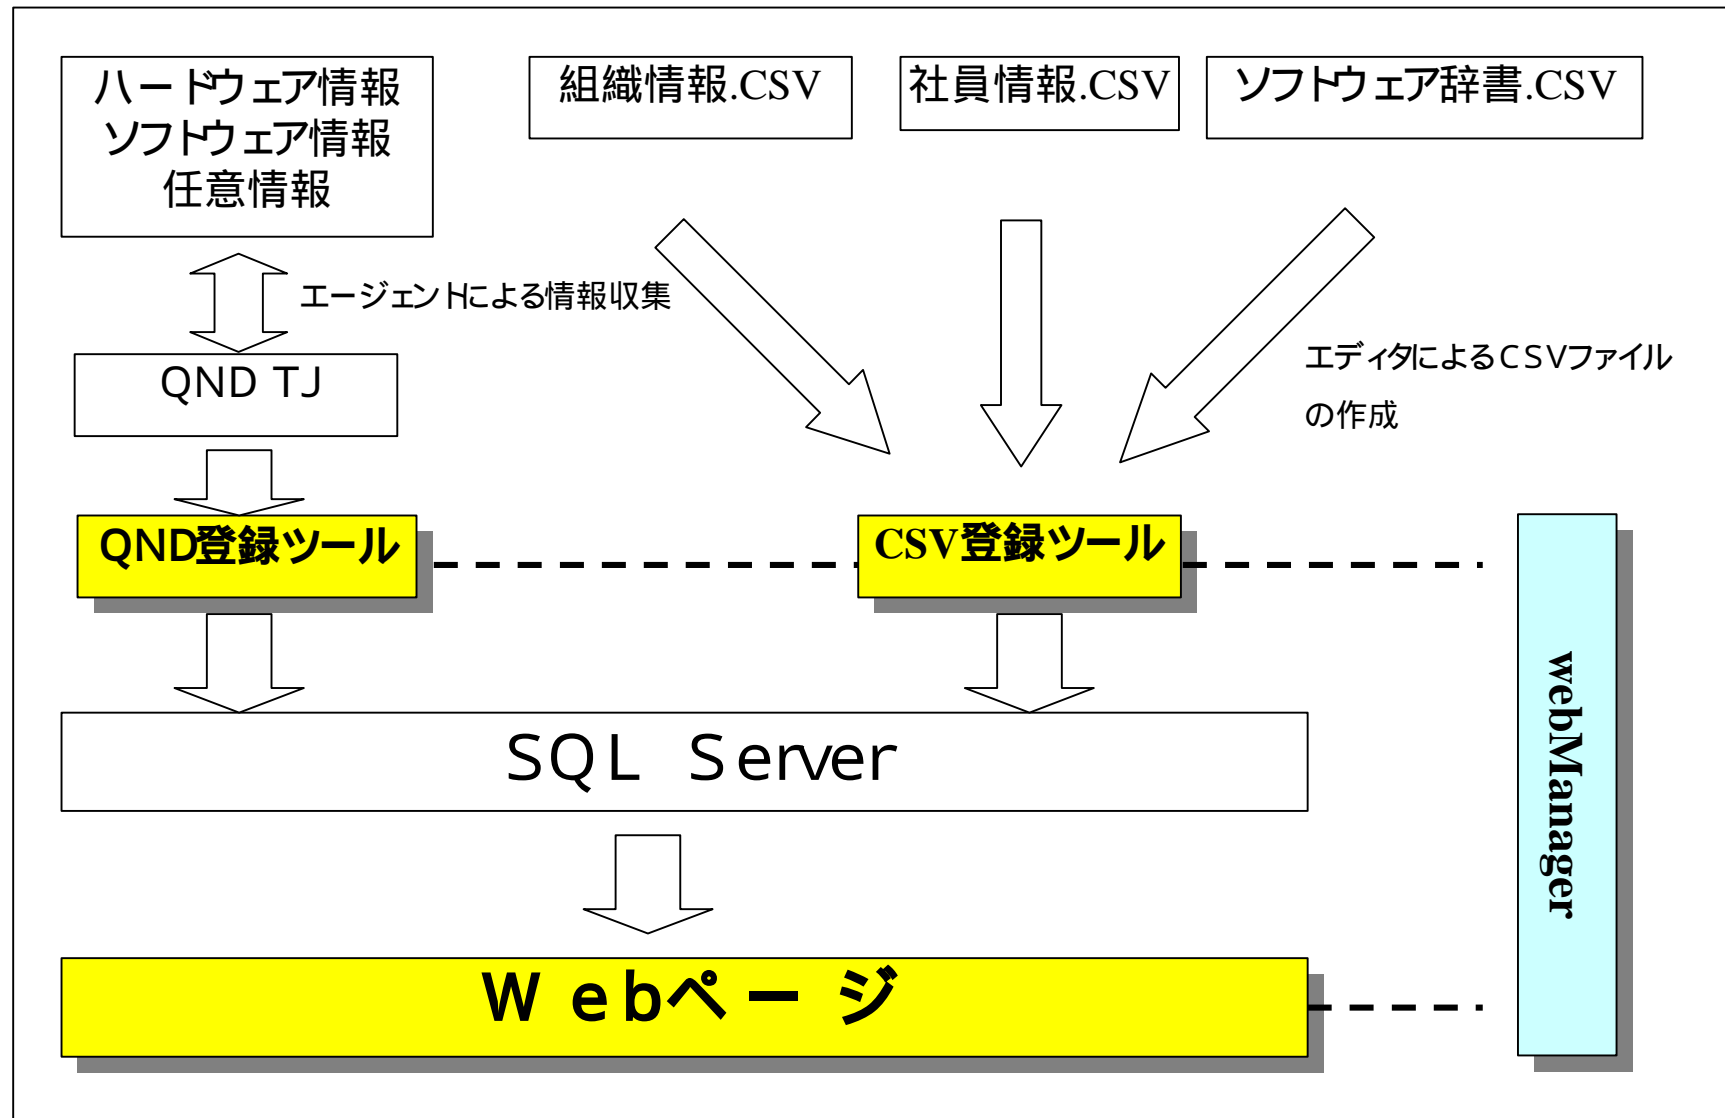 ハードウェア情報
ソフトウェア情報
任意情報
組織情報.CSV
社員情報.CSV
ソフトウェア辞書.CSV
エージェントによる情報収集
QND TJ
エディタによるCSVファイル
の作成
QND登録ツール
CSV登録ツール
SQL Server
Webページ
webManager